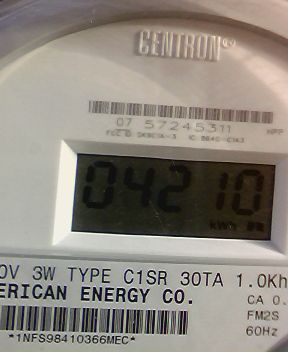 CENTRON®
07 57245311
04210
KWH
0V 3W TYPE C1SR 30TA 1.0Kh
ERICAN ENERGY CO.
CA 0.
FM2S
60Hz
*1NFS98410366MEC*